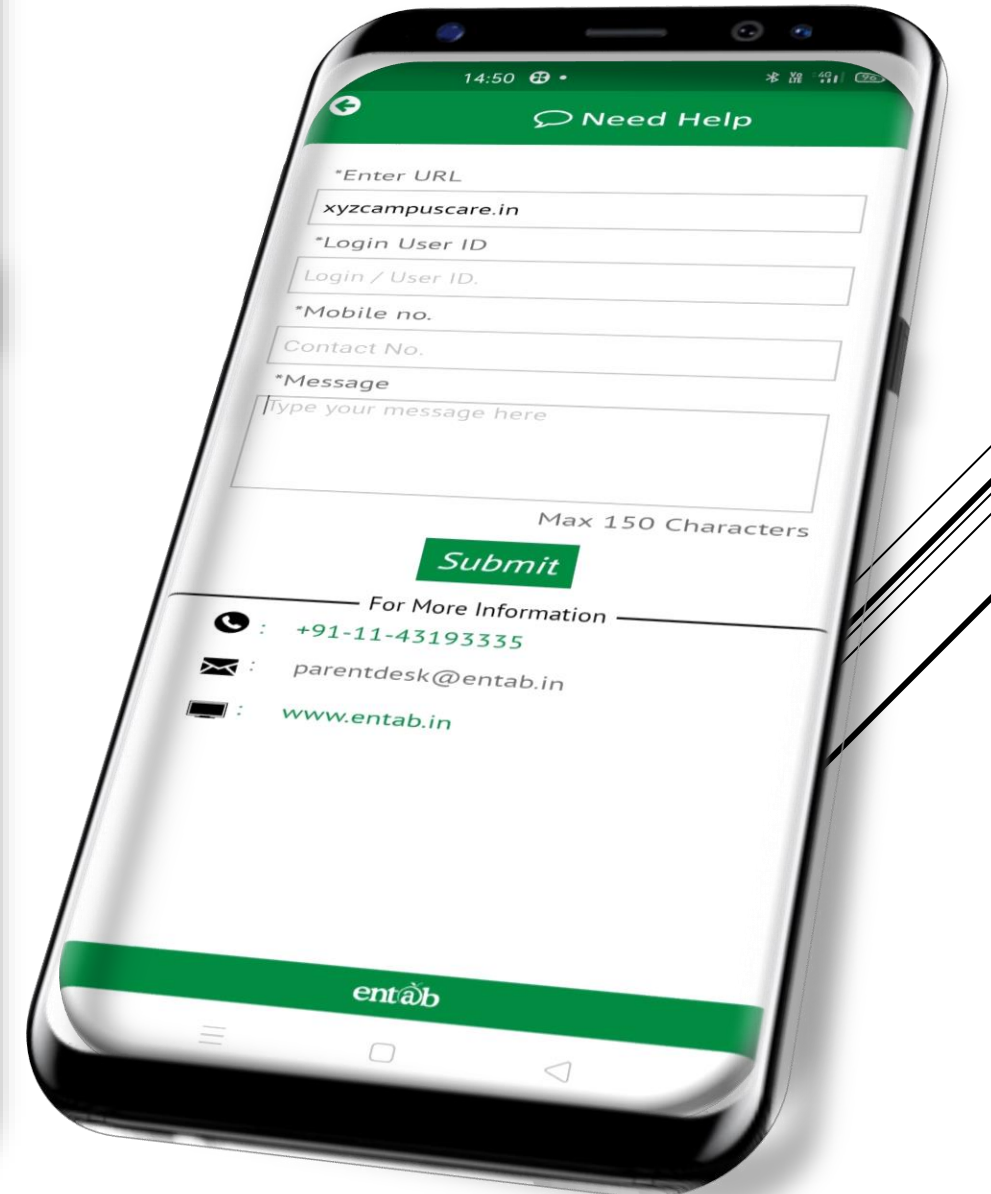 14:50
Need Help
*Enter URL
xyzcampuscare.in
*Login User ID
Login / User ID.
*Mobile no.
Contact No.
*Message
Type your message here
Max 150 Characters
Submit
For More Information
: +91-11-43193335
: parentdesk@entab.in
: www.entab.in
entab